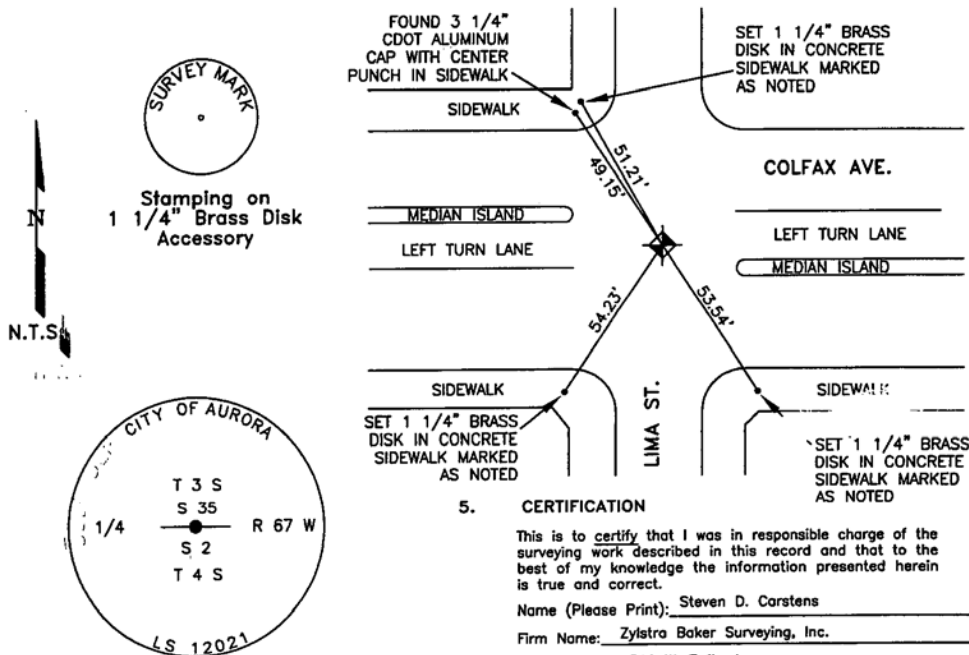 FOUND 3 1/4"
CDOT ALUMINUM
CAP WITH CENTER
PUNCH IN SIDEWALK
SET 1 1/4" BRASS
DISK IN CONCRETE
SIDEWALK MARKED
AS NOTED
SURVEY MARK
Stamping on
1 1/4" Brass Disk
Accessory
N
N.T.S.
SIDEWALK
51.21'
49.15'
COLFAX AVE.
MEDIAN ISLAND
LEFT TURN LANE
LEFT TURN LANE
MEDIAN ISLAND
54.23'
53.54'
SIDEWALK
LIMA ST.
SIDEWALK
SET 1 1/4" BRASS
DISK IN CONCRETE
SIDEWALK MARKED
AS NOTED
SET 1 1/4" BRASS
DISK IN CONCRETE
SIDEWALK MARKED
AS NOTED
CITY OF AURORA
T 3 S
S 35
1/4
R 67 W
S 2
T 4 S
LS 12021
5. CERTIFICATION
This is to certify that I was in responsible charge of the
surveying work described in this record and that to the
best of my knowledge the information presented herein
is true and correct.
Name (Please Print): Steven D. Carstens
Firm Name: Zylstra Baker Surveying, Inc.